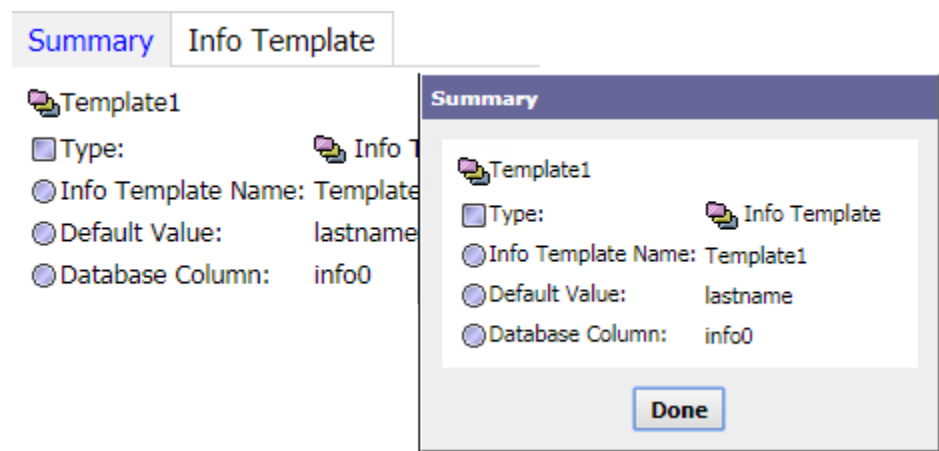 Summary Info Template
Template1
Type: Info
Info Template Name: Template
Default Value: lastname
Database Column: info0
Summary
Template1
Type: Info Template
Info Template Name: Template1
Default Value: lastname
Database Column: info0
Done